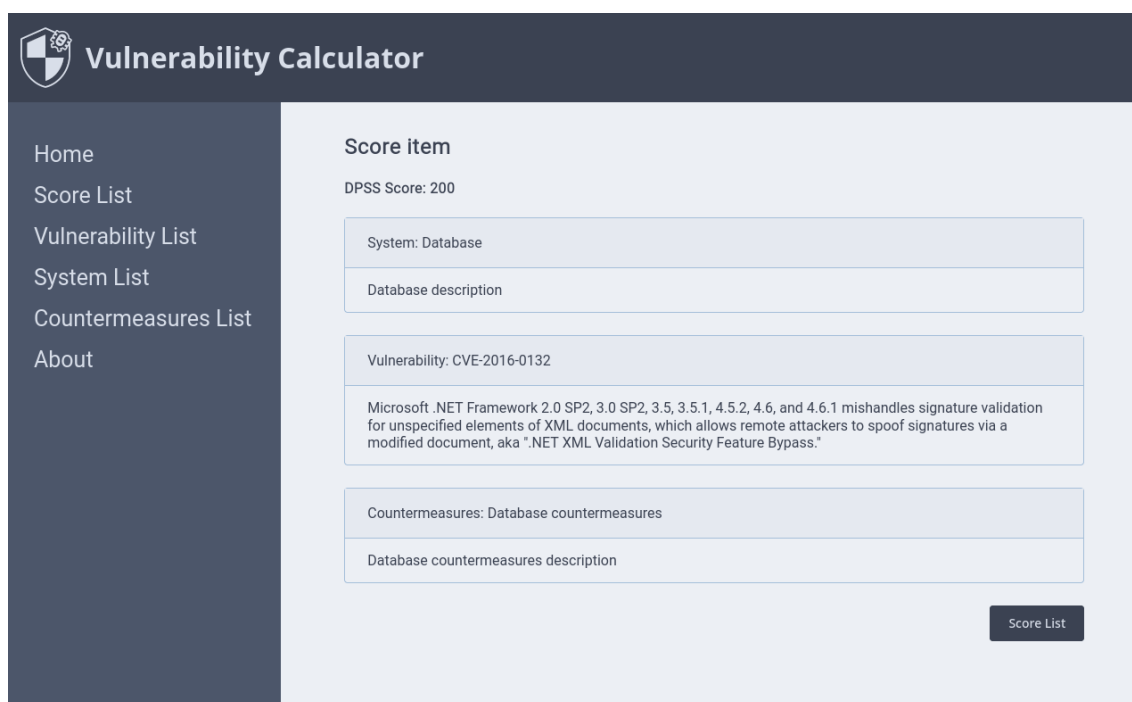 Vulnerability Calculator
Home
Score List
Vulnerability List
System List
Countermeasures List
About
Score item
DPSS Score: 200
System: Database
Database description
Vulnerability: CVE-2016-0132
Microsoft .NET Framework 2.0 SP2, 3.0 SP2, 3.5, 3.5.1, 4.5.2, 4.6, and 4.6.1 mishandles signature validation
for unspecified elements of XML documents, which allows remote attackers to spoof signatures via a
modified document, aka ".NET XML Validation Security Feature Bypass."
Countermeasures: Database countermeasures
Database countermeasures description
Score List